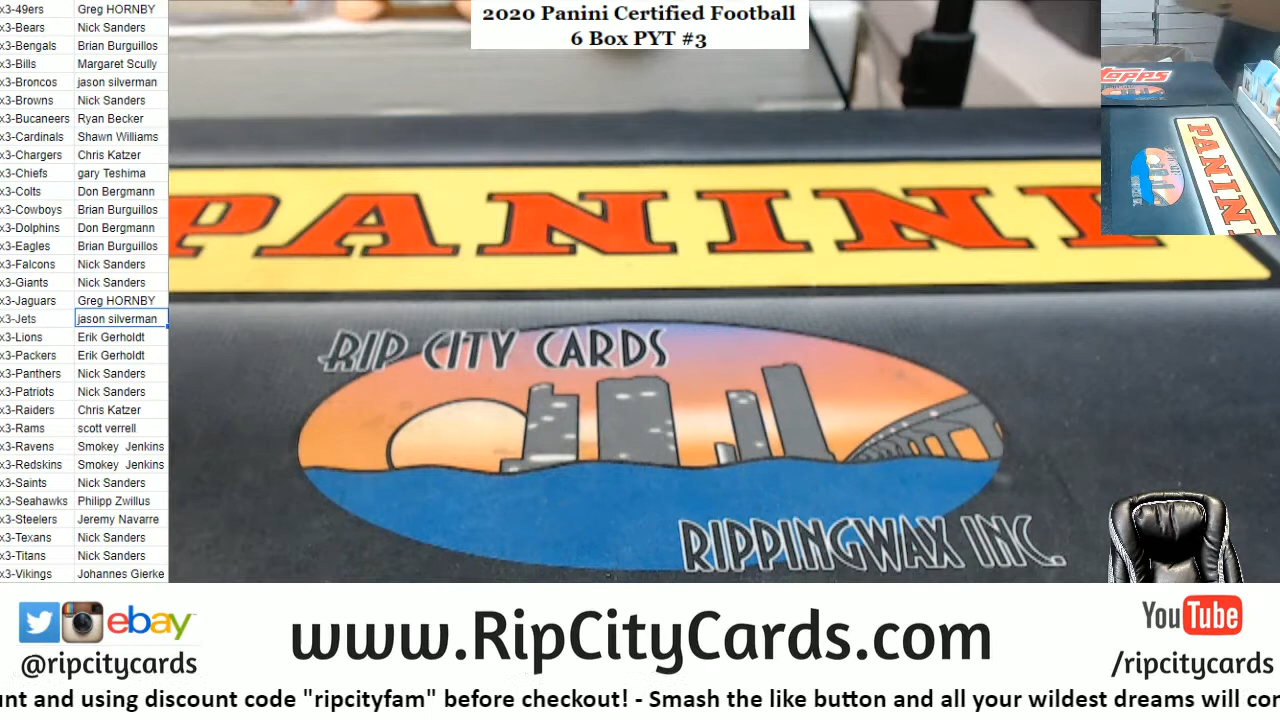 x3-49ers Greg HORNBY
x3-Bears Nick Sanders
x3-Bengals Brian Burguillos
x3-Bills Margaret Scully
x3-Broncos jason silverman
x3-Browns Nick Sanders
x3-Bucaneers Ryan Becker
x3-Cardinals Shawn Williams
x3-Chargers Chris Katzer
x3-Chiefs gary Teshima
x3-Colts Don Bergmann
x3-Cowboys Brian Burguillos
x3-Dolphins Don Bergmann
x3-Eagles Brian Burguillos
x3-Falcons Nick Sanders
x3-Giants Nick Sanders
x3-Jaguars Greg HORNBY
x3-Jets jason silverman
x3-Lions Erik Gerholdt
x3-Packers Erik Gerholdt
x3-Panthers Nick Sanders
x3-Patriots Nick Sanders
x3-Raiders Chris Katzer
x3-Rams scott verrell
x3-Ravens Smokey Jenkins
x3-Redskins Smokey Jenkins
x3-Saints Nick Sanders
x3-Seahawks Philipp Zwillus
x3-Steelers Jeremy Navarre
x3-Texans Nick Sanders
x3-Titans Nick Sanders
x3-Vikings Johannes Gierke
2020 Panini Certified Football
6 Box PYT #3
PANINI
RIP CITY CARDS
RIPPINGWAX INC.
Topps
PANINI
ebay
@ripcitycards
www.RipCityCards.com
YouTube
/ripcitycards
unt and using discount code "ripcityfam" before checkout! - Smash the like button and all your wildest dreams will con